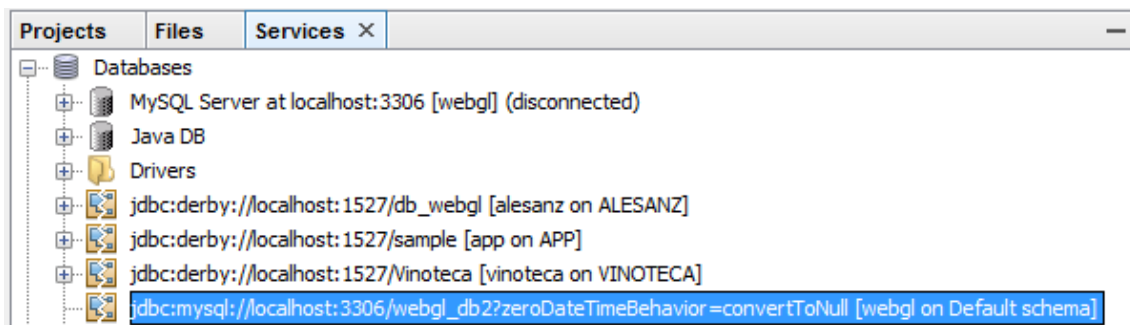 Projects Files Services
Databases
MySQL Server at localhost:3306 [webgl] (disconnected)
Java DB
Drivers
jdbc:derby://localhost:1527/db_webgl [alesanz on ALESANZ]
jdbc:derby://localhost:1527/sample [app on APP]
jdbc:derby://localhost:1527/Vinoteca [vinoteca on VINOTECA]
jdbc:mysql://localhost:3306/webgl_db2?zeroDateTimeBehavior=convertToNull [webgl on Default schema]